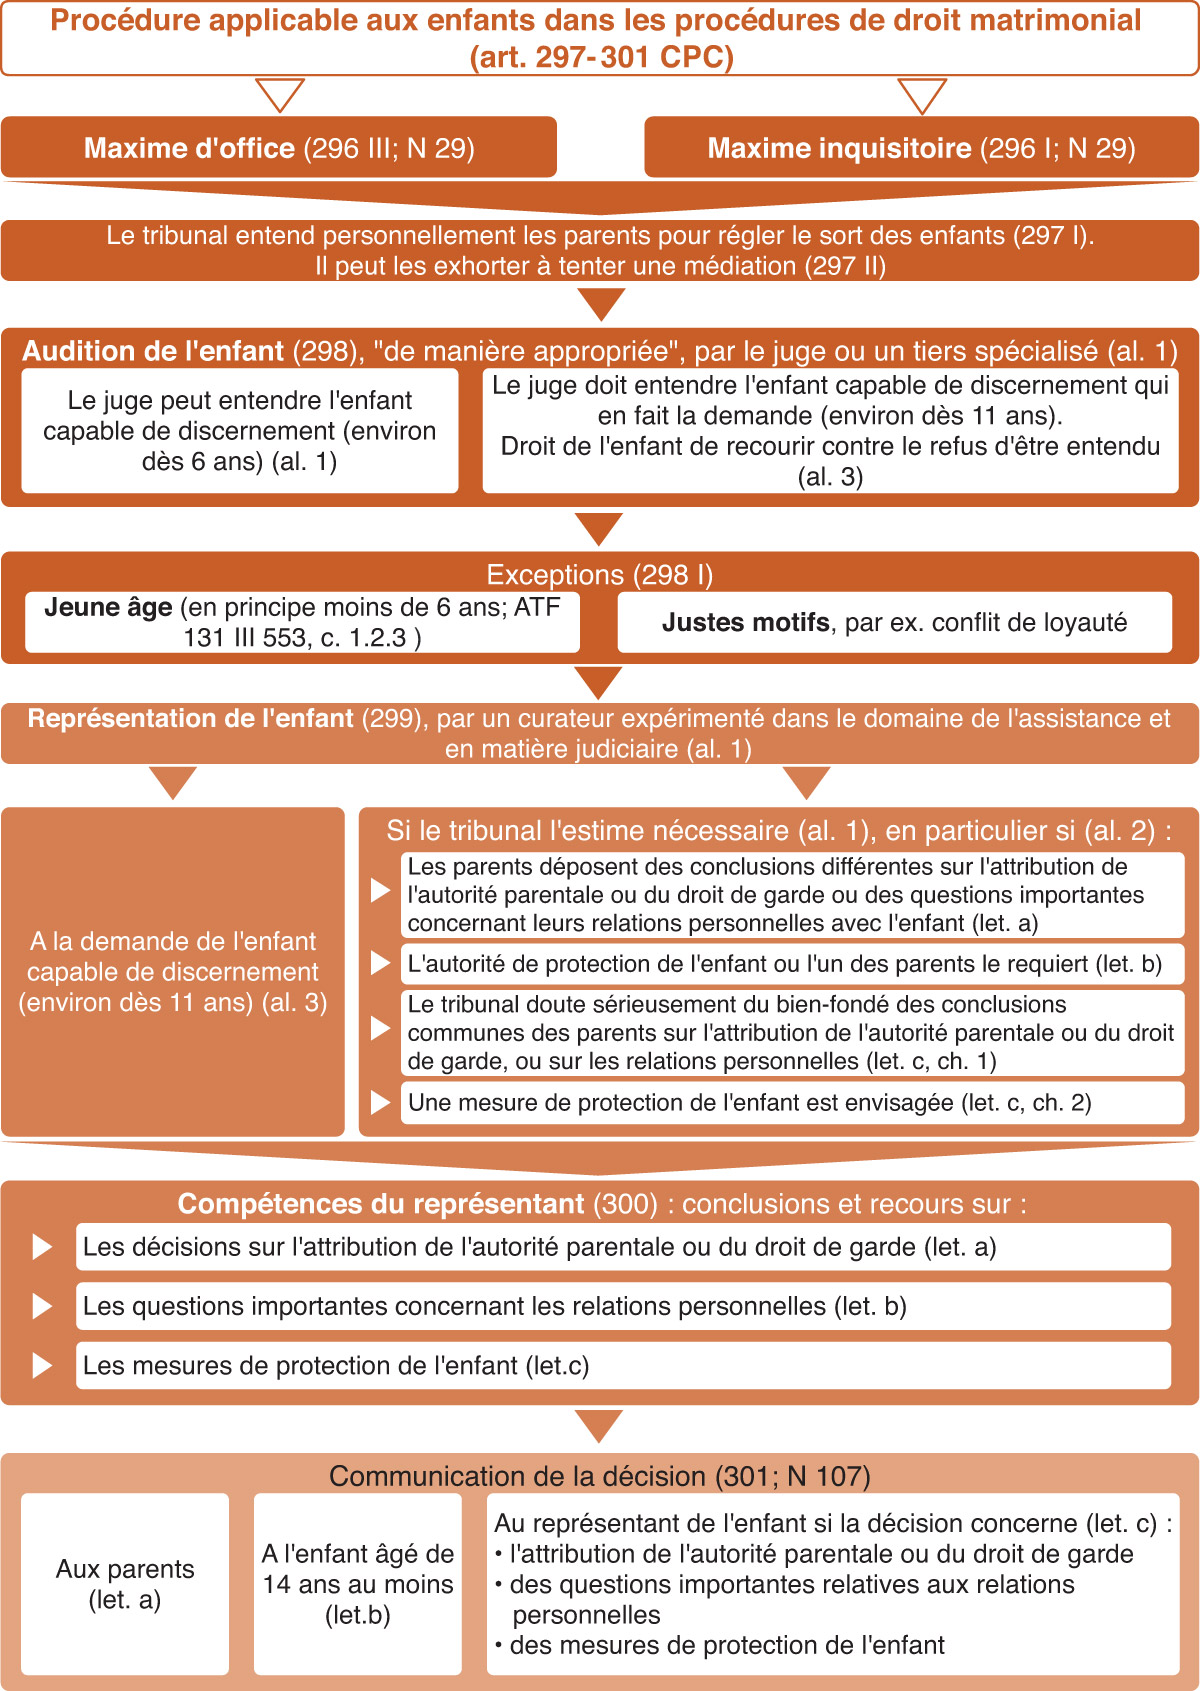 Procédure applicable aux enfants dans les procédures de droit matrimonial
(art. 297-301 CPC)
Maxime d'office (296 III; N 29)
Maxime inquisitoire (296 I; N 29)
Le tribunal entend personnellement les parents pour régler le sort des enfants (297 I).
Il peut les exhorter à tenter une médiation (297 II)
Audition de l'enfant (298), "de manière appropriée", par le juge ou un tiers spécialisé (al. 1)
Le juge peut entendre l'enfant
capable de discernement (environ
dès 6 ans) (al. 1)
Le juge doit entendre l'enfant capable de discernement qui
en fait la demande (environ dès 11 ans).
Droit de l'enfant de recourir contre le refus d'être entendu
(al. 3)
Exceptions (298 I)
Jeune âge (en principe moins de 6 ans; ATF
131 III 553, c. 1.2.3 )
Justes motifs, par ex. conflit de loyauté
Représentation de l'enfant (299), par un curateur expérimenté dans le domaine de l'assistance et
en matière judiciaire (al. 1)
A la demande de l'enfant
capable de discernement
(environ dès 11 ans) (al. 3)
Si le tribunal l'estime nécessaire (al. 1), en particulier si (al. 2) :
Les parents déposent des conclusions différentes sur l'attribution de
l'autorité parentale ou du droit de garde ou des questions importantes
concernant leurs relations personnelles avec l'enfant (let. a)
L'autorité de protection de l'enfant ou l'un des parents le requiert (let. b)
Le tribunal doute sérieusement du bien-fondé des conclusions
communes des parents sur l'attribution de l'autorité parentale ou du droit
de garde, ou sur les relations personnelles (let. c, ch. 1)
Une mesure de protection de l'enfant est envisagée (let. c, ch. 2)
Compétences du représentant (300) : conclusions et recours sur :
Les décisions sur l'attribution de l'autorité parentale ou du droit de garde (let. a)
Les questions importantes concernant les relations personnelles (let. b)
Les mesures de protection de l'enfant (let.c)
Communication de la décision (301; N 107)
Aux parents
(let. a)
A l'enfant âgé de
14 ans au moins
(let.b)
Au représentant de l'enfant si la décision concerne (let. c) :
• l'attribution de l'autorité parentale ou du droit de garde
• des questions importantes relatives aux relations
personnelles
• des mesures de protection de l'enfant